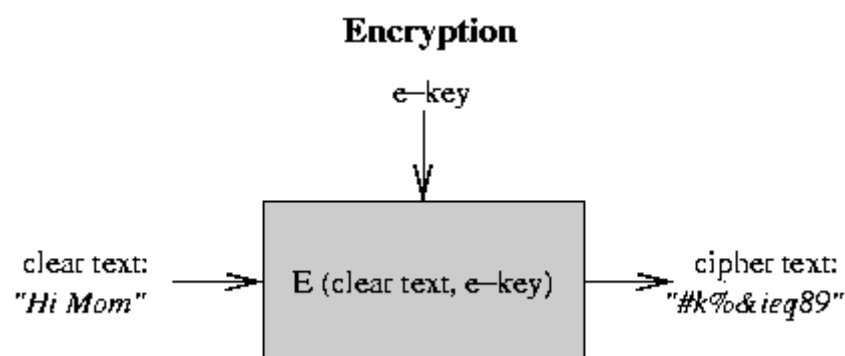 Encryption
e-key
clear text:
"Hi Mom"
E (clear text, e-key)
cipher text:
"#k%&ieq89"